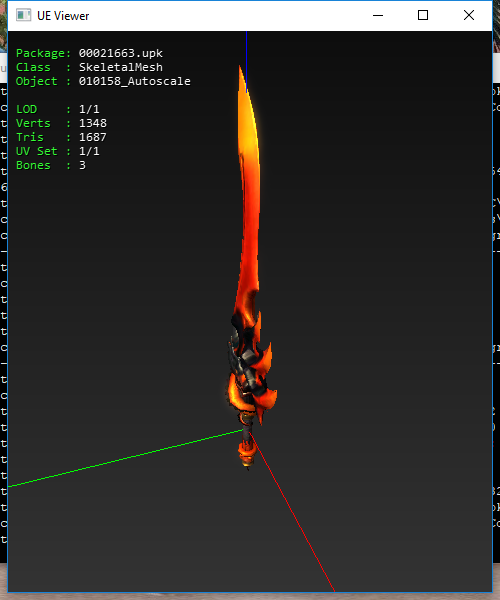 UE Viewer
Package: 00021663.upk
Class : SkeletalMesh
Object : 010158_Autoscale
LOD : 1/1
Verts : 1348
Tris : 1687
UV Set : 1/1
Bones : 3